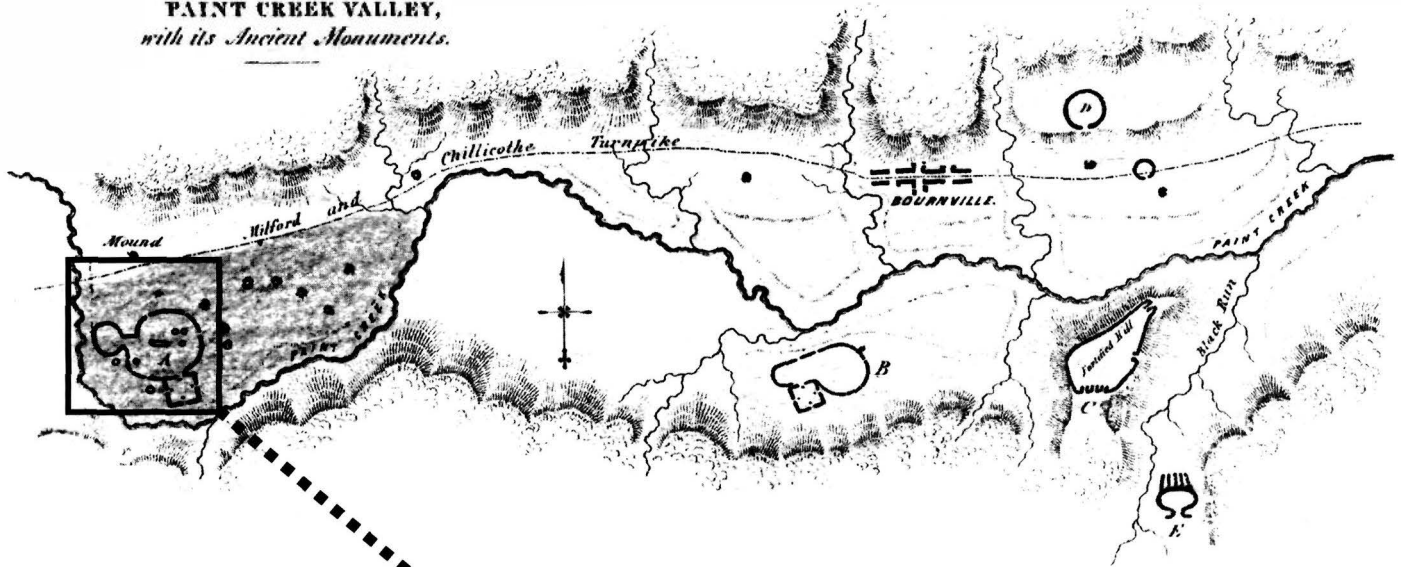 PAINT CREEK VALLEY,
with its Ancient Monuments.
Chillicothe Turnpike
D
BOURNVILLE.
Milford and
Mound
PAINT CREEK
PAINT CREEK
Black Run
A
B
Fortified Hill
C
E